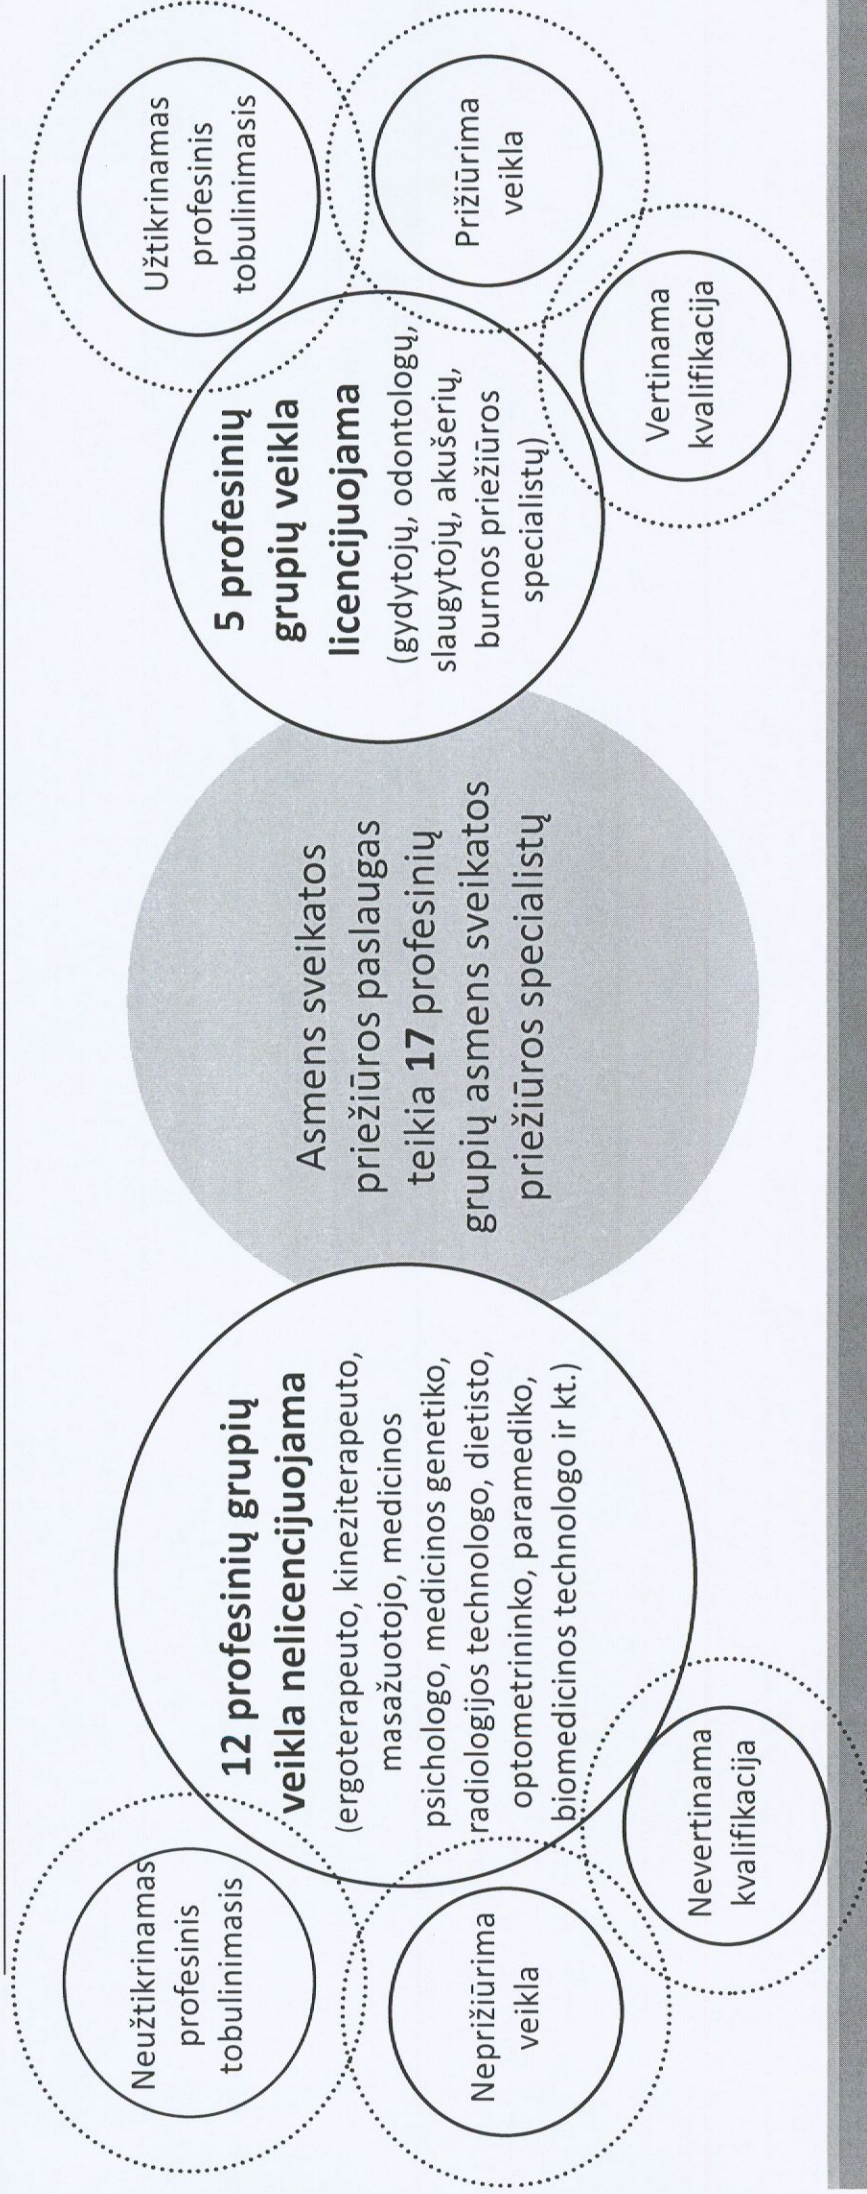 Neužtikrinamas
profesinis
tobulinimasis
Neprižiūrima
veikla
Nevertinama
kvalifikacija
12 profesinių grupių
veikla nelicencijuojama
(ergoterapeuto, kineziterapeuto,
masažuotojo, medicinos
psichologo, medicinos genetiko,
radiologijos technologo, dietisto,
optometrininko, paramediko,
biomedicinos technologo ir kt.)
Asmens sveikatos
priežiūros paslaugas
teikia 17 profesinių
grupių asmens sveikatos
priežiūros specialistų
5 profesinių
grupių veikla
licencijuojama
(gydytojų, odontologų,
slaugytojų, akušerių,
burnos priežiūros
specialistų)
Užtikrinamas
profesinis
tobulinimasis
Prižiūrima
veikla
Vertinama
kvalifikacija